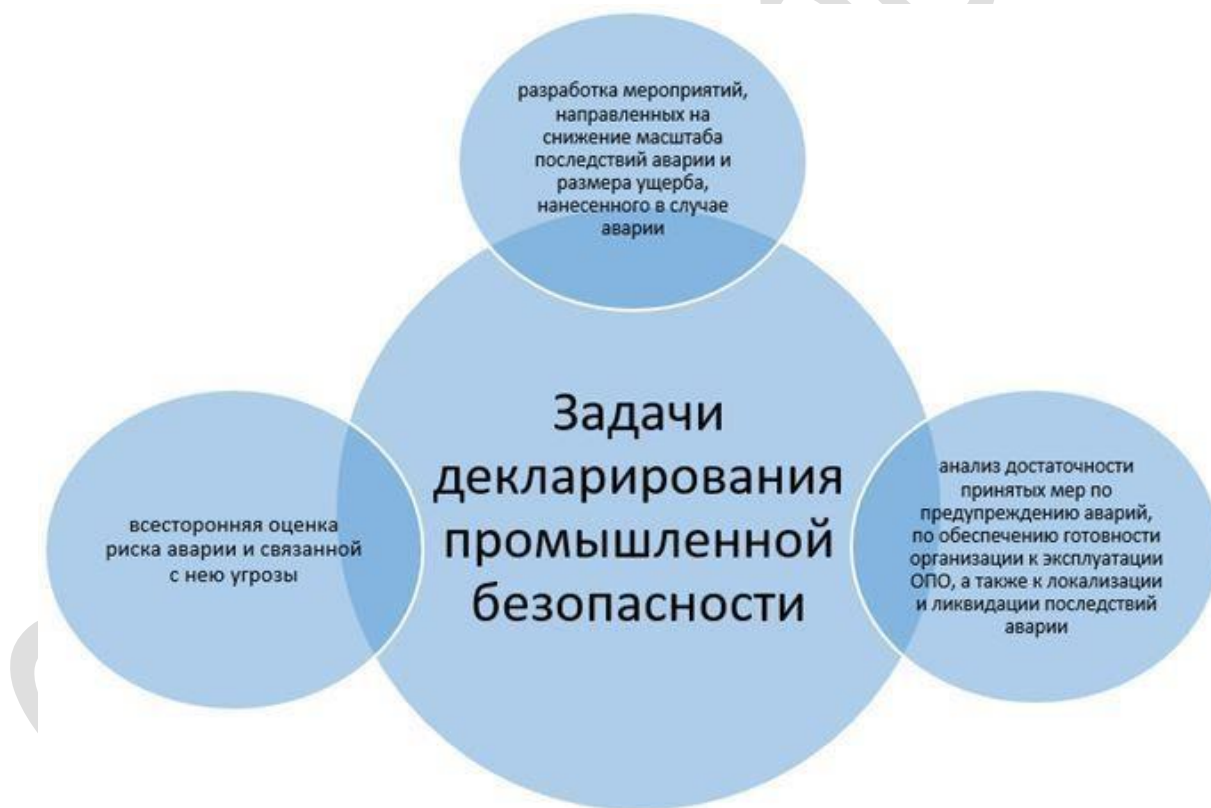 разработка мероприятий,
направленных на
снижение масштаба
последствий аварии и
размера ущерба,
нанесенного в случае
аварии
Задачи
декларирования
промышленной
безопасности
всесторонняя оценка
риска аварии и связанной
с нею угрозы
анализ достаточности
принятых мер по
предупреждению аварий,
по обеспечению готовности
организации к эксплуатации
ОПО, а также к локализации
и ликвидации последствий
аварии